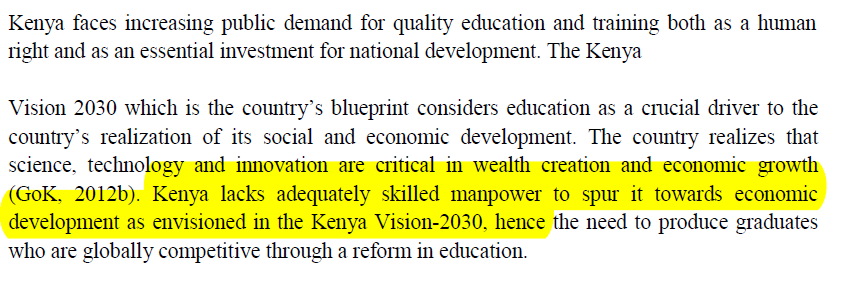 Kenya faces increasing public demand for quality education and training both as a human
right and as an essential investment for national development. The Kenya
Vision 2030 which is the country's blueprint considers education as a crucial driver to the
country's realization of its social and economic development. The country realizes that
science, technology and innovation are critical in wealth creation and economic growth
(GoK, 2012b). Kenya lacks adequately skilled manpower to spur it towards economic
development as envisioned in the Kenya Vision-2030, hence the need to produce graduates
who are globally competitive through a reform in education.